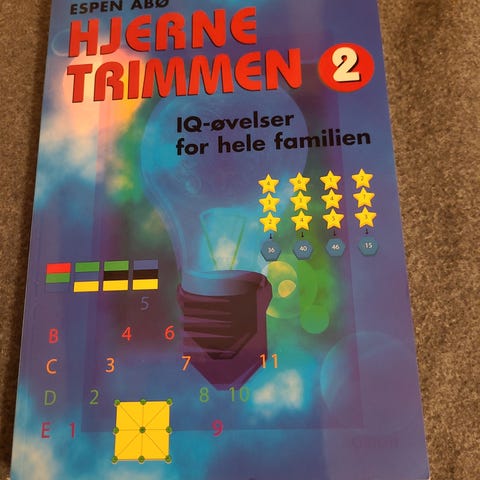 ESPEN ABØ
HJERNE
TRIMMEN 2
IQ-øvelser
for hele familien
36 40 46 15
5
B 4 6
C 3 7 11
D 2 8 10
E 1 9